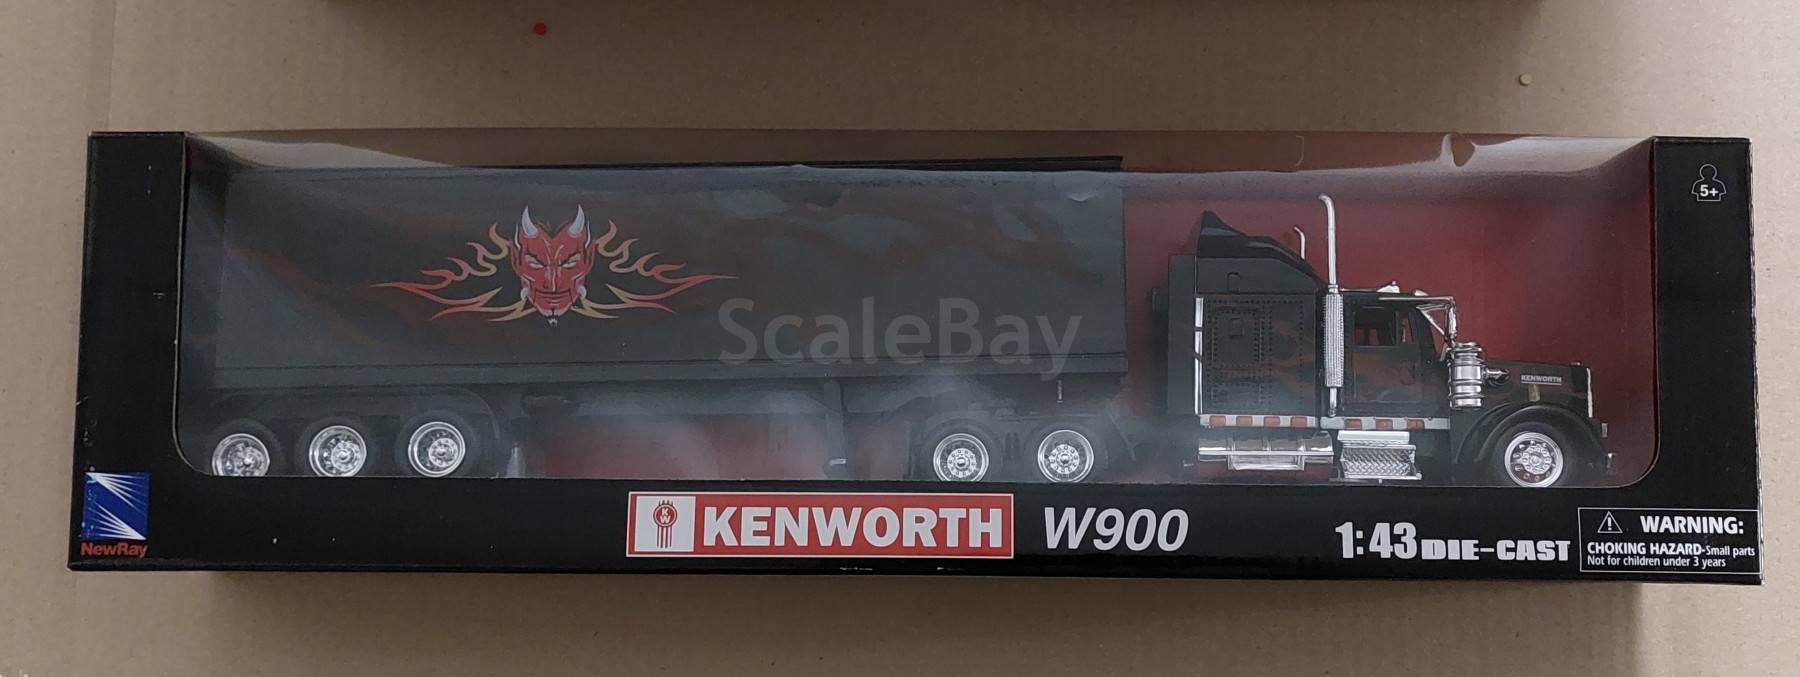 5+
ScaleBay
KENWORTH
NewRay
KW
KENWORTH W900
1:43 DIE-CAST
WARNING:
CHOKING HAZARD-Small parts
Not for children under 3 years